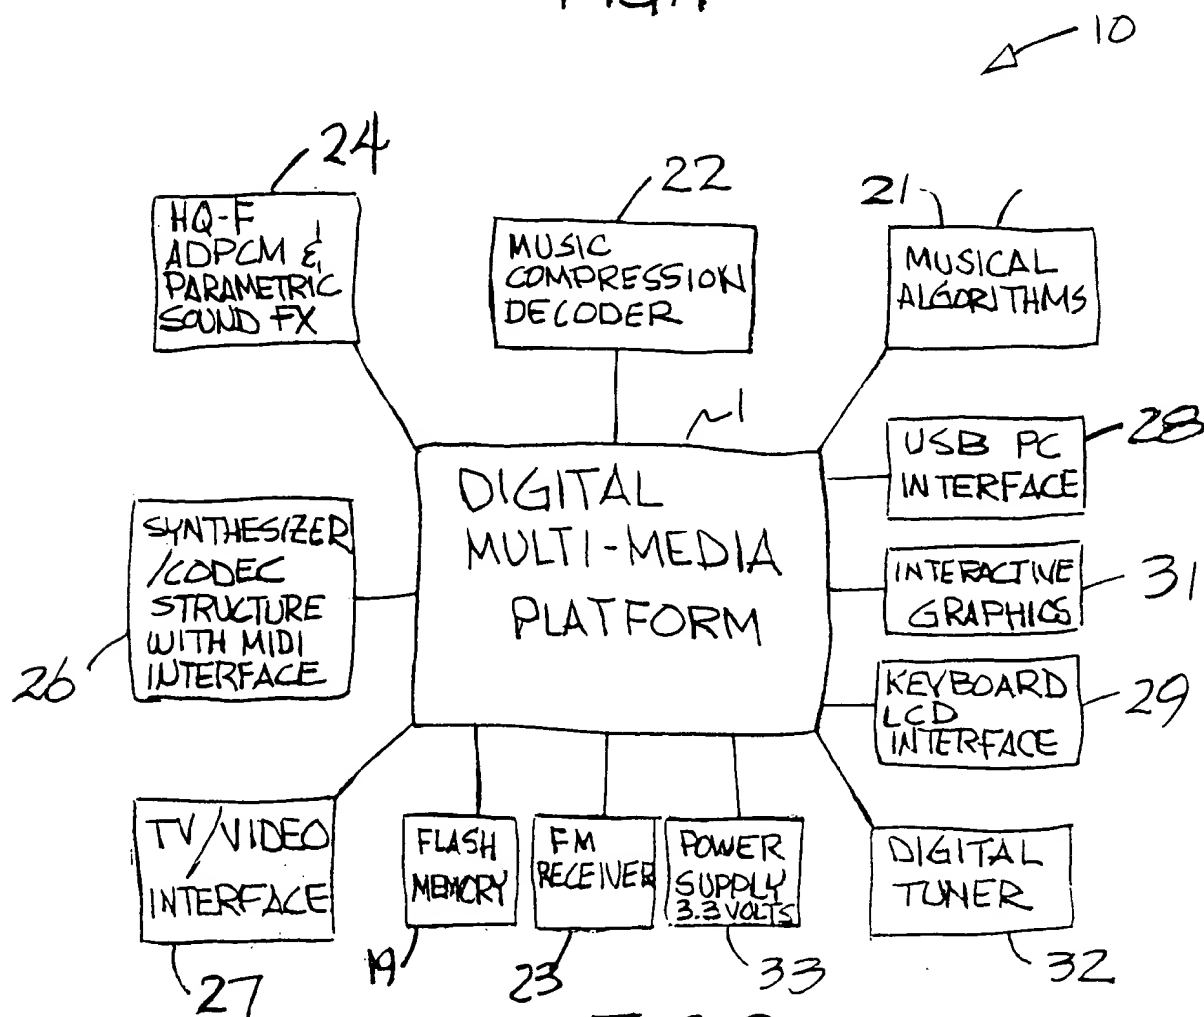 10
24
HQ-F
ADPCM &
PARAMETRIC
SOUND FX
22
MUSIC
COMPRESSION
DECODER
21
MUSICAL
ALGORITHMS
1
DIGITAL
MULTI-MEDIA
PLATFORM
USB PC
INTERFACE
28
SYNTHESIZER
/CODEC
STRUCTURE
WITH MIDI
INTERFACE
26
INTERACTIVE
GRAPHICS
31
KEYBOARD
LCD
INTERFACE
29
TV/VIDEO
INTERFACE
27
FLASH
MEMORY
19
FM
RECEIVER
23
POWER
SUPPLY
3.3 VOLTS
33
DIGITAL
TUNER
32